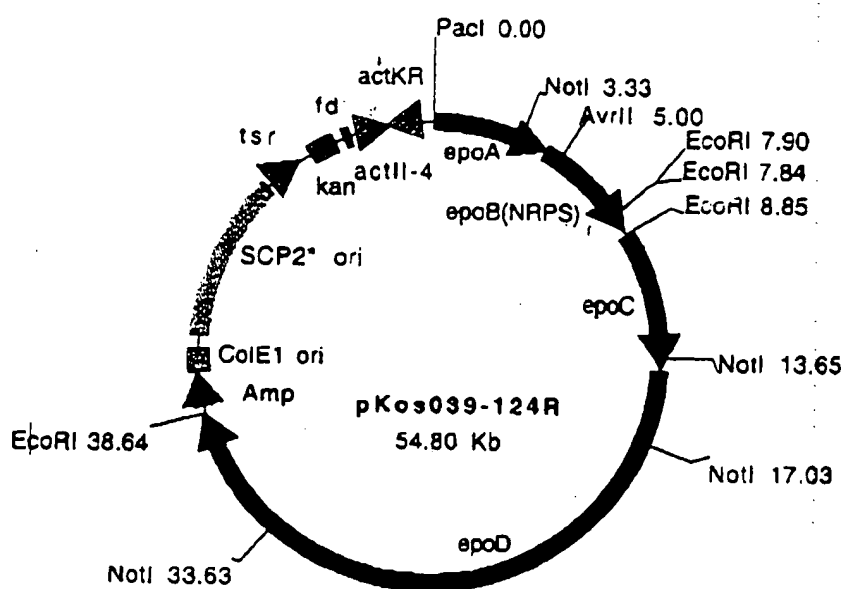 PacI 0.00
actKR
fd
tsr
kan
actII-4
NotI 3.33
AvrII 5.00
epoA
EcoRI 7.90
EcoRI 7.84
EcoRI 8.85
epoB(NRPS)
SCP2* ori
epoC
ColE1 ori
NotI 13.65
Amp
pKos039-124R
54.80 Kb
EcoRI 38.64
NotI 17.03
epoD
NotI 33.63